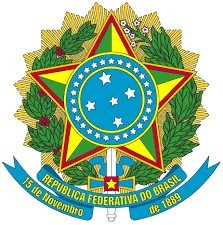 REPÚBLICA FEDERATIVA DO BRASIL
15 de Novembro
de 1889